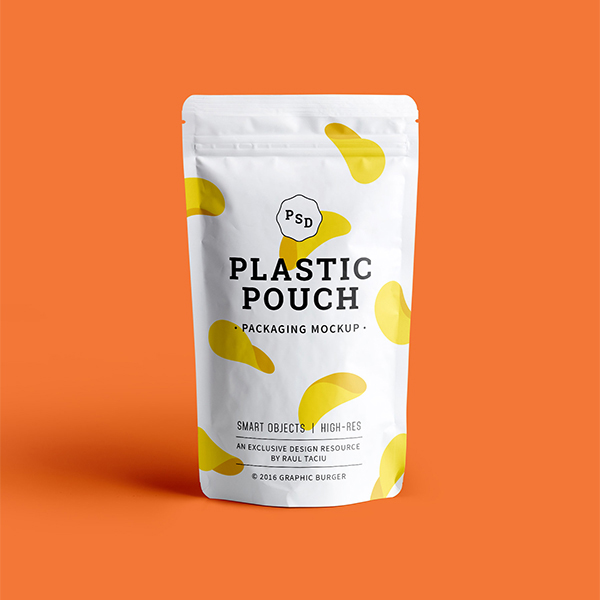 PSD
PLASTIC
POUCH
· PACKAGING MOCKUP ·
SMART OBJECTS | HIGH-RES
AN EXCLUSIVE DESIGN RESOURCE
BY RAUL TACIU
© 2016 GRAPHIC BURGER